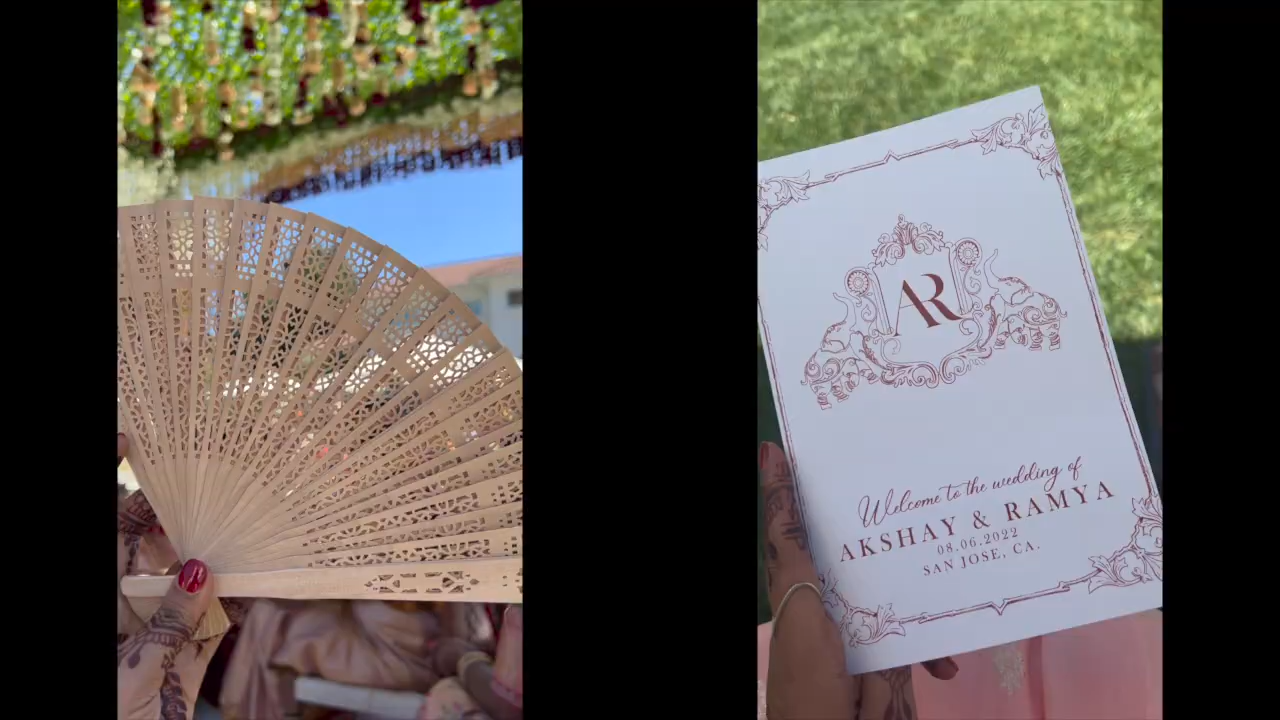 AR
Welcome to the wedding of
AKSHAY & RAMYA
08.06.2022
SAN JOSE, CA.